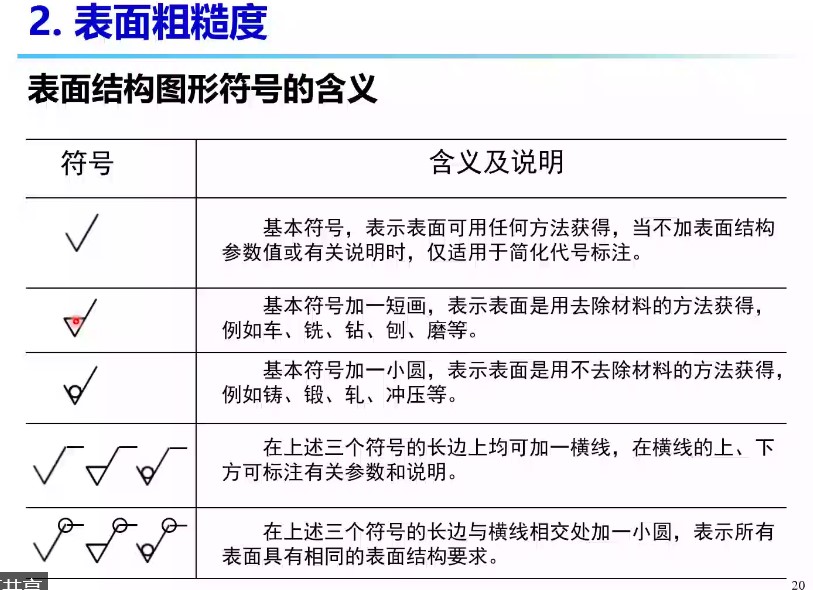 2. 表面粗糙度
表面结构图形符号的含义
符号
含义及说明
基本符号，表示表面可用任何方法获得，当不加表面结构
参数值或有关说明时，仅适用于简化代号标注。
基本符号加一短画，表示表面是用去除材料的方法获得，
例如车、铣、钻、刨、磨等。
基本符号加一小圆，表示表面是用不去除材料的方法获得，
例如铸、锻、轧、冲压等。
在上述三个符号的长边上均可加一横线，在横线的上、下
方可标注有关参数和说明。
在上述三个符号的长边与横线相交处加一小圆，表示所有
表面具有相同的表面结构要求。
20